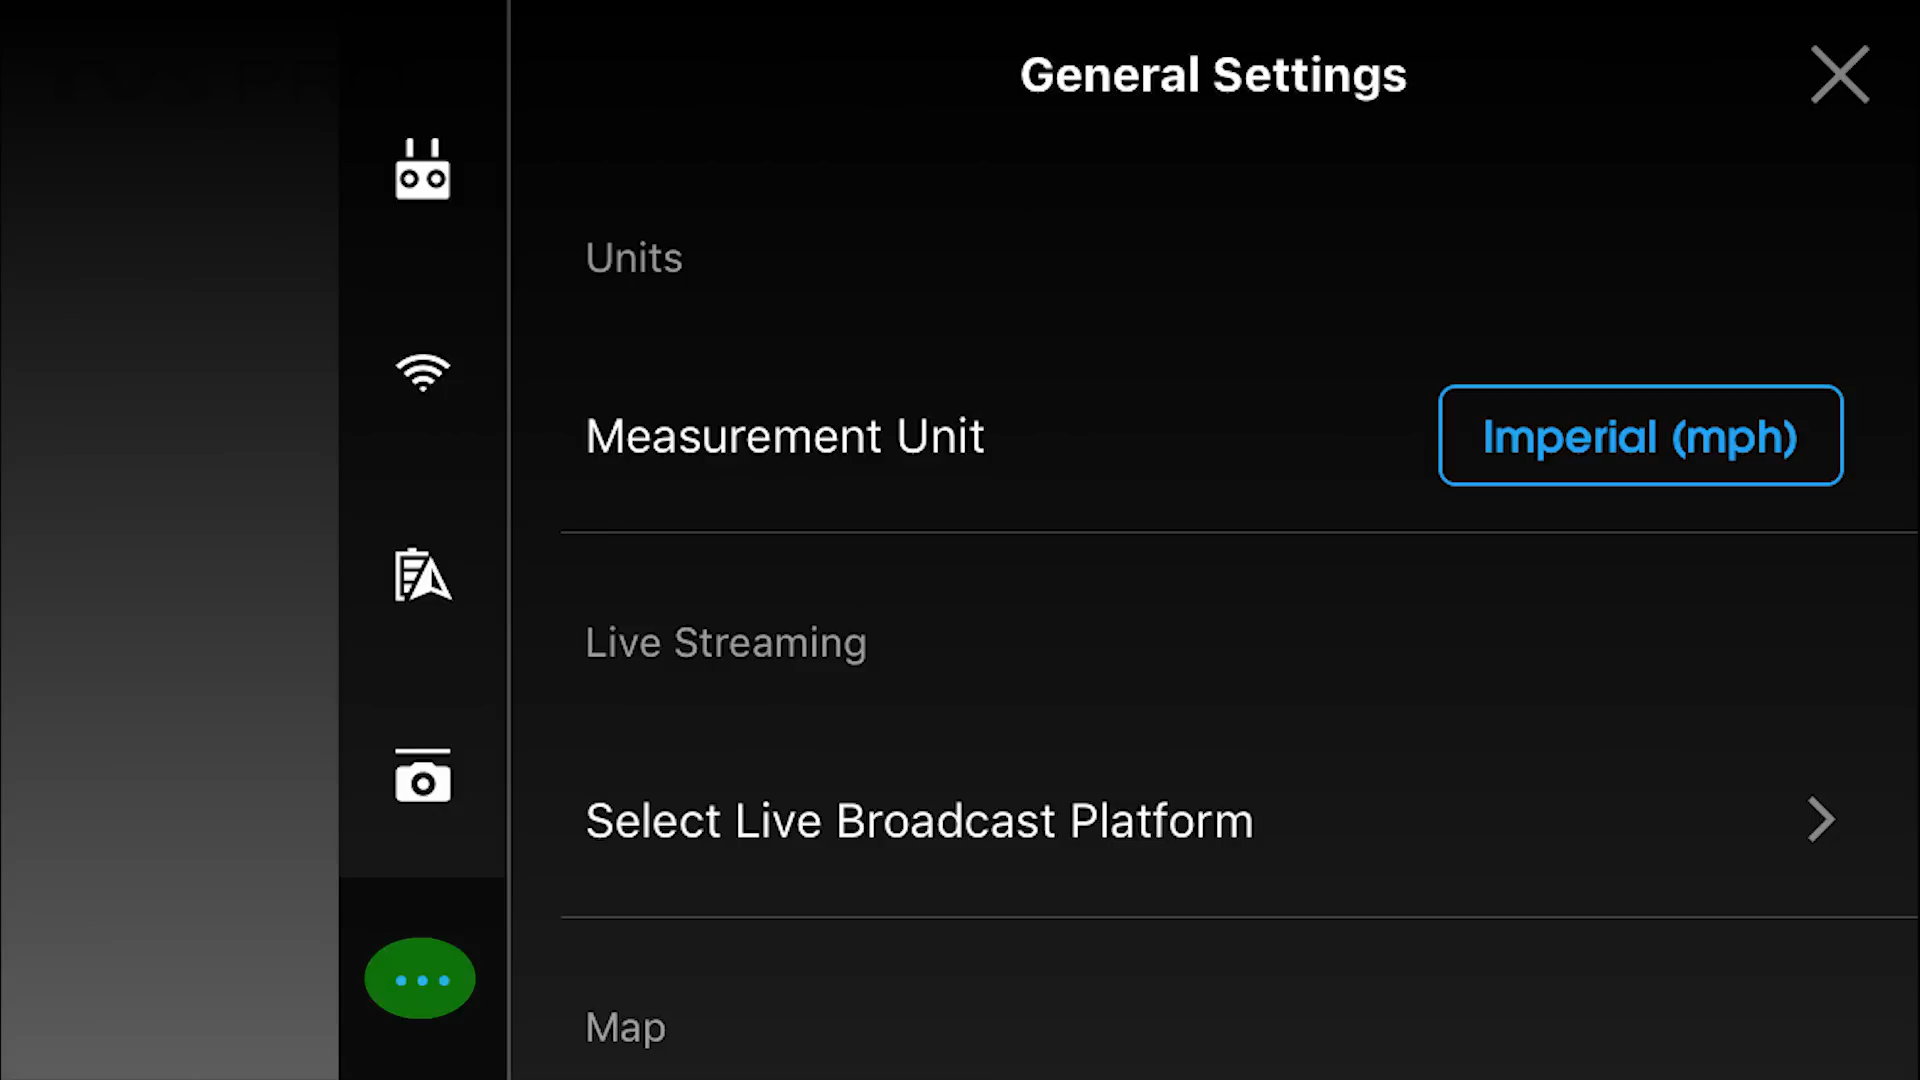 General Settings
Units
Measurement Unit
Imperial (mph)
Live Streaming
Select Live Broadcast Platform
Map